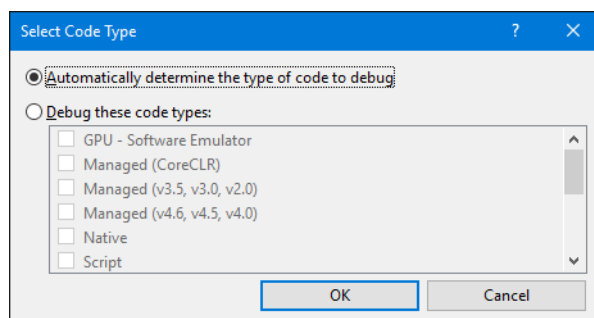 Select Code Type ?
Automatically determine the type of code to debug
Debug these code types:
GPU - Software Emulator
Managed (CoreCLR)
Managed (v3.5, v3.0, v2.0)
Managed (v4.6, v4.5, v4.0)
Native
Script
OK Cancel